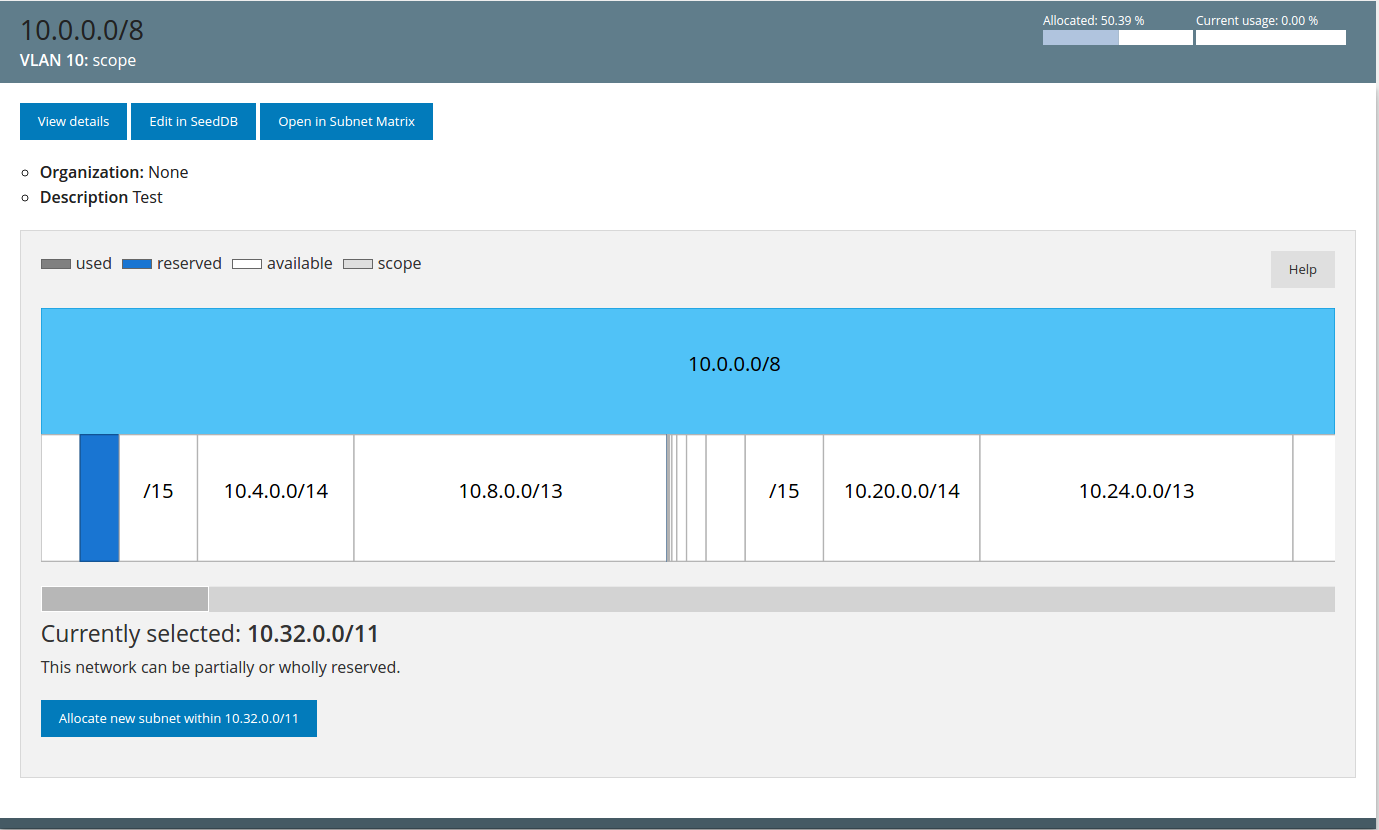 10.0.0.0/8
Allocated: 50.39 % Current usage: 0.00 %
VLAN 10: scope
View details Edit in SeedDB Open in Subnet Matrix
Organization: None
Description Test
used reserved available scope Help
10.0.0.0/8
/15 10.4.0.0/14 10.8.0.0/13 /15 10.20.0.0/14 10.24.0.0/13
Currently selected: 10.32.0.0/11
This network can be partially or wholly reserved.
Allocate new subnet within 10.32.0.0/11